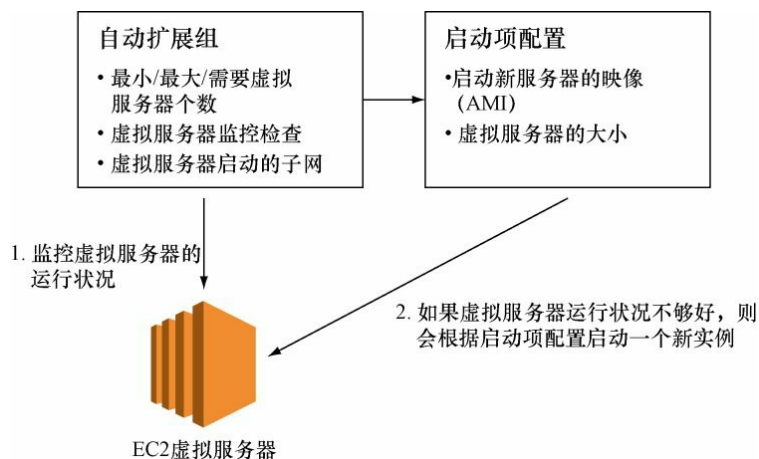 自动扩展组
• 最小/最大/需要虚拟
服务器个数
• 虚拟服务器监控检查
• 虚拟服务器启动的子网
启动项配置
•启动新服务器的映像
（AMI）
• 虚拟服务器的大小
1. 监控虚拟服务器的
运行状况
2. 如果虚拟服务器运行状况不够好，则
会根据启动项配置启动一个新实例
EC2虚拟服务器